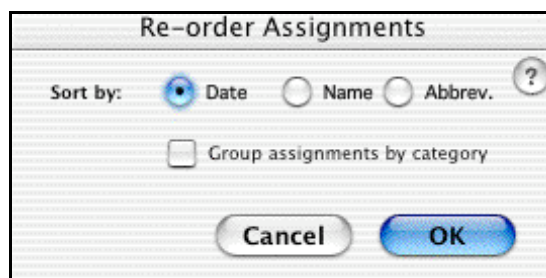 Re-order Assignments
Sort by: Date Name Abbrev. ?
Group assignments by category
Cancel OK